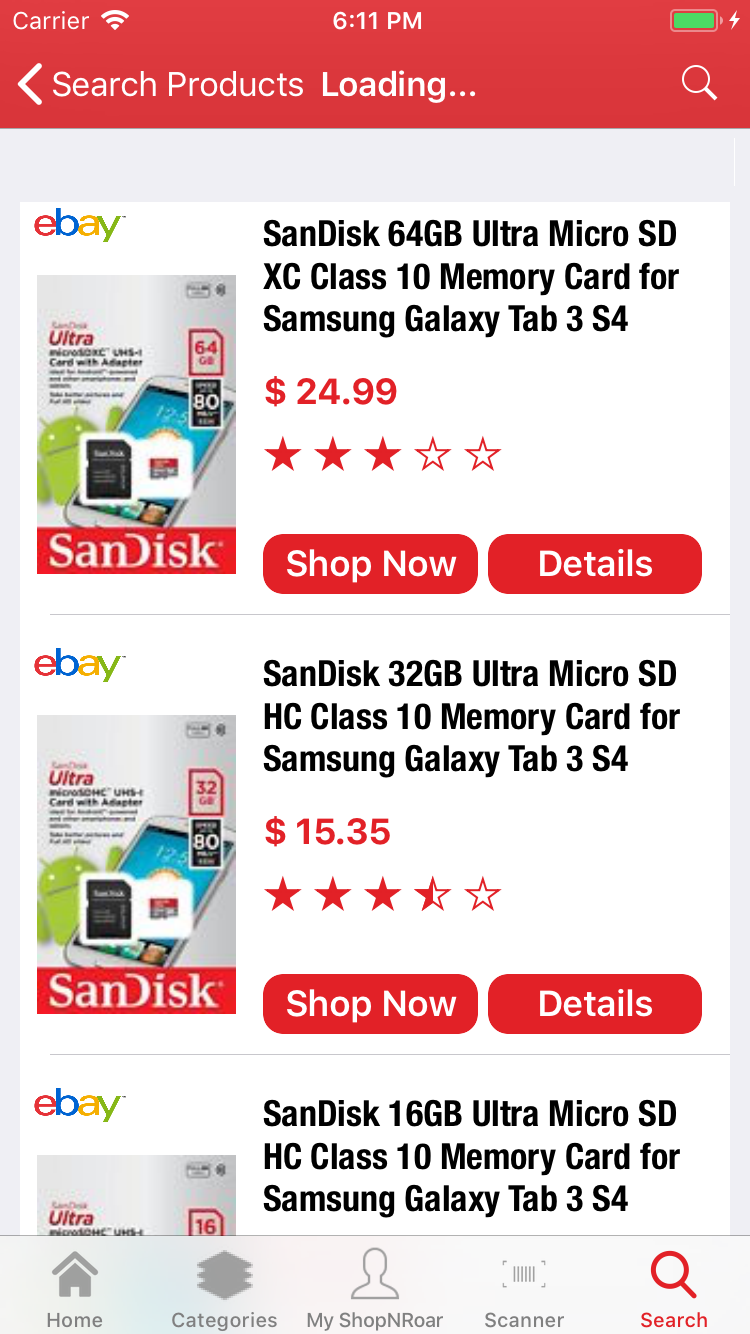 Carrier 6:11 PM
Search Products Loading...
ebay
SanDisk 64GB Ultra Micro SD
XC Class 10 Memory Card for
Samsung Galaxy Tab 3 S4
$ 24.99
SanDisk
Ultra
microSDXC UHS-I
Card with Adapter
64
GB
80
SanDisk
Shop Now Details
ebay
SanDisk 32GB Ultra Micro SD
HC Class 10 Memory Card for
Samsung Galaxy Tab 3 S4
$ 15.35
SanDisk
Ultra
microSDHC UHS-I
Card with Adapter
32
GB
80
SanDisk
Shop Now Details
ebay
SanDisk 16GB Ultra Micro SD
HC Class 10 Memory Card for
Samsung Galaxy Tab 3 S4
SanDisk
Ultra
microSDHC UHS-I
16
Home Categories My ShopNRoar Scanner Search